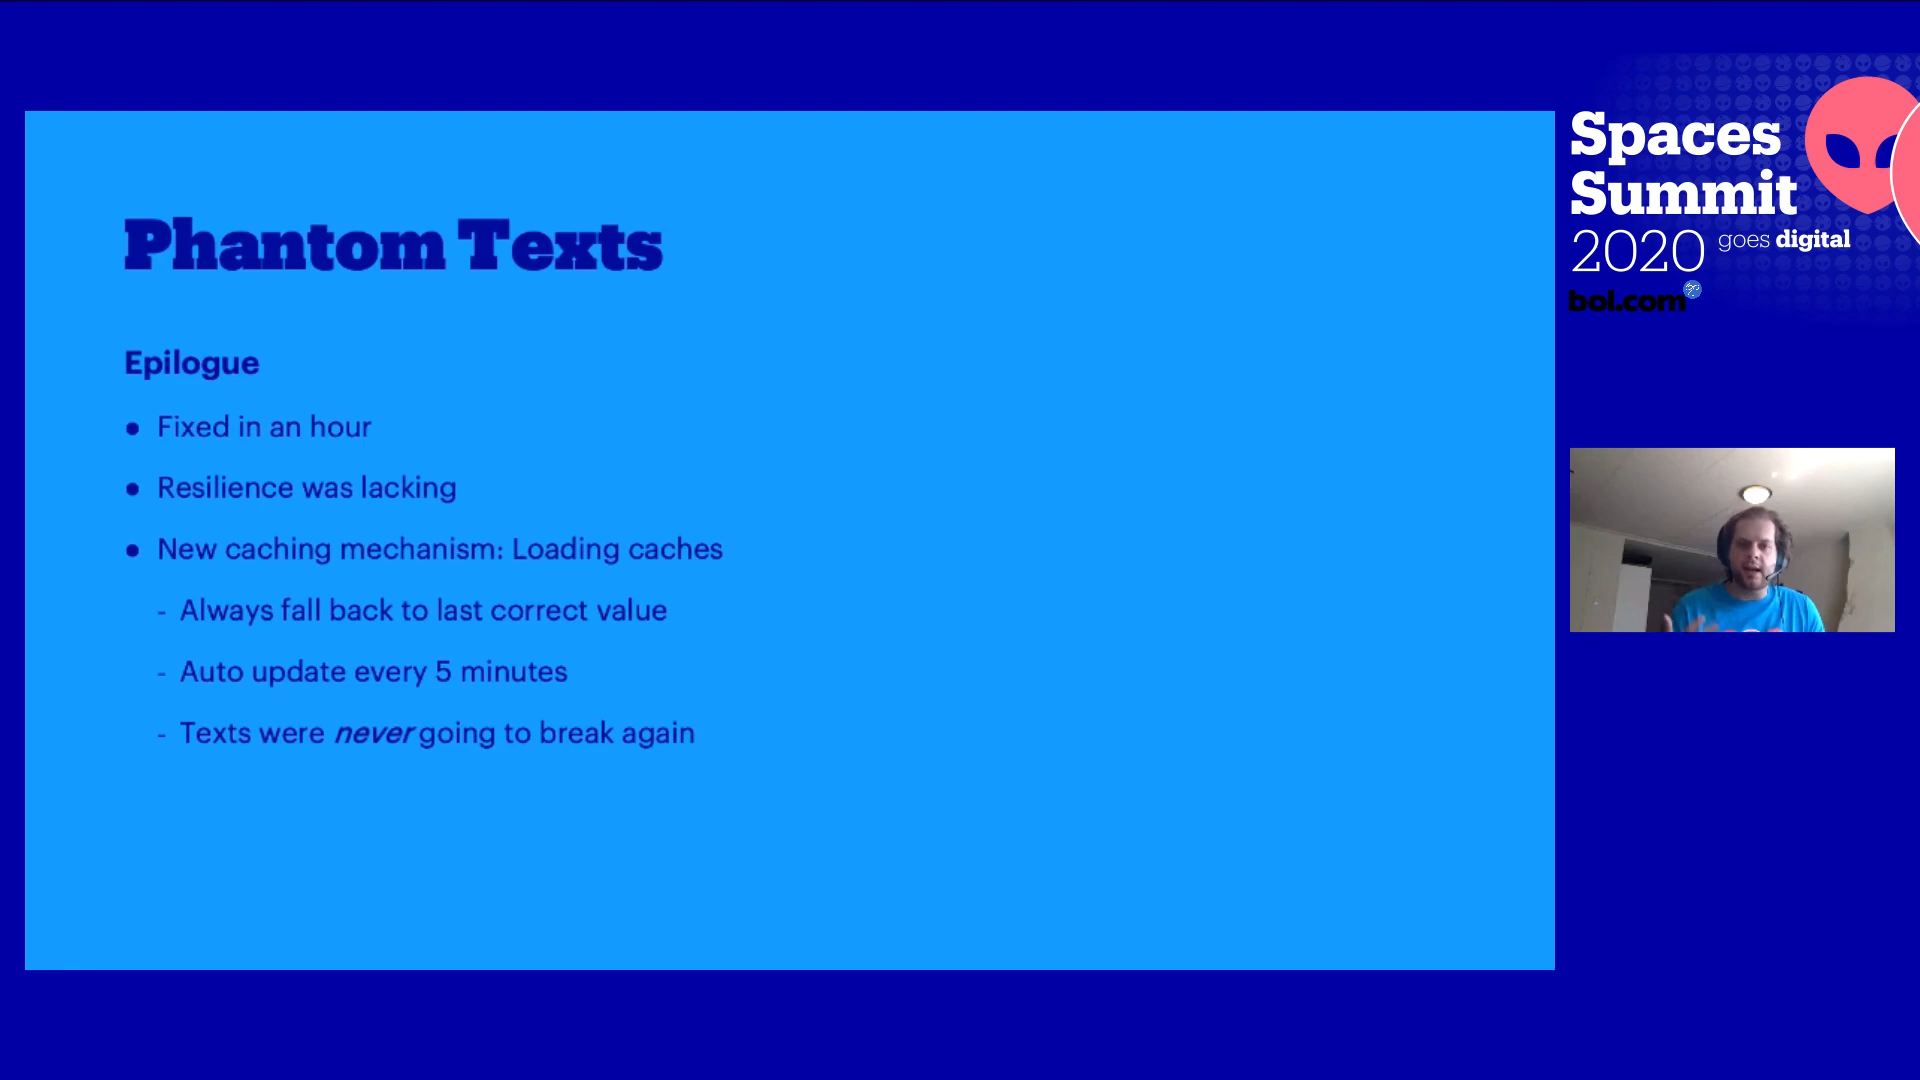 Phantom Texts
Epilogue
● Fixed in an hour
● Resilience was lacking
● New caching mechanism: Loading caches
- Always fall back to last correct value
- Auto update every 5 minutes
- Texts were never going to break again
Spaces
Summit
2020 goes digital
bol.com